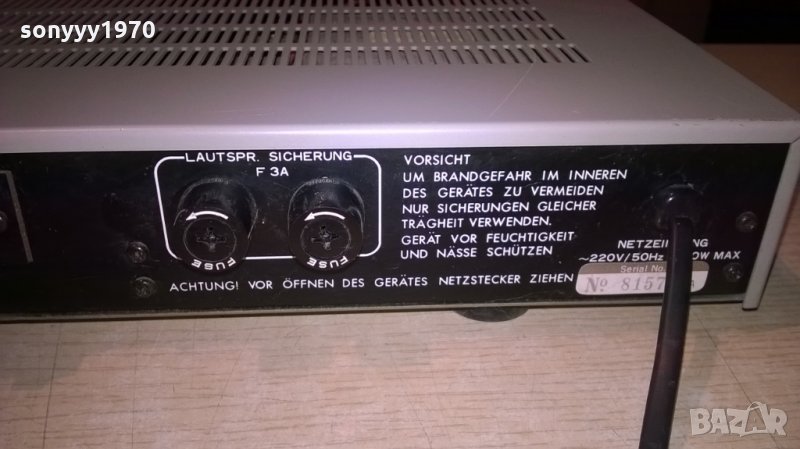 sonyyy1970
LAUTSPR. SICHERUNG
F 3A
FUSE
FUSE
VORSICHT
UM BRANDGEFAHR IM INNEREN
DES GERÄTES ZU VERMEIDEN
NUR SICHERUNGEN GLEICHER
TRÄGHEIT VERWENDEN.
GERÄT VOR FEUCHTIGKEIT
UND NÄSSE SCHÜTZEN
ACHTUNG! VOR ÖFFNEN DES GERÄTES NETZSTECKER ZIEHEN
~220V/50Hz MAX
Serial No.
Nº 8157
BAZAR